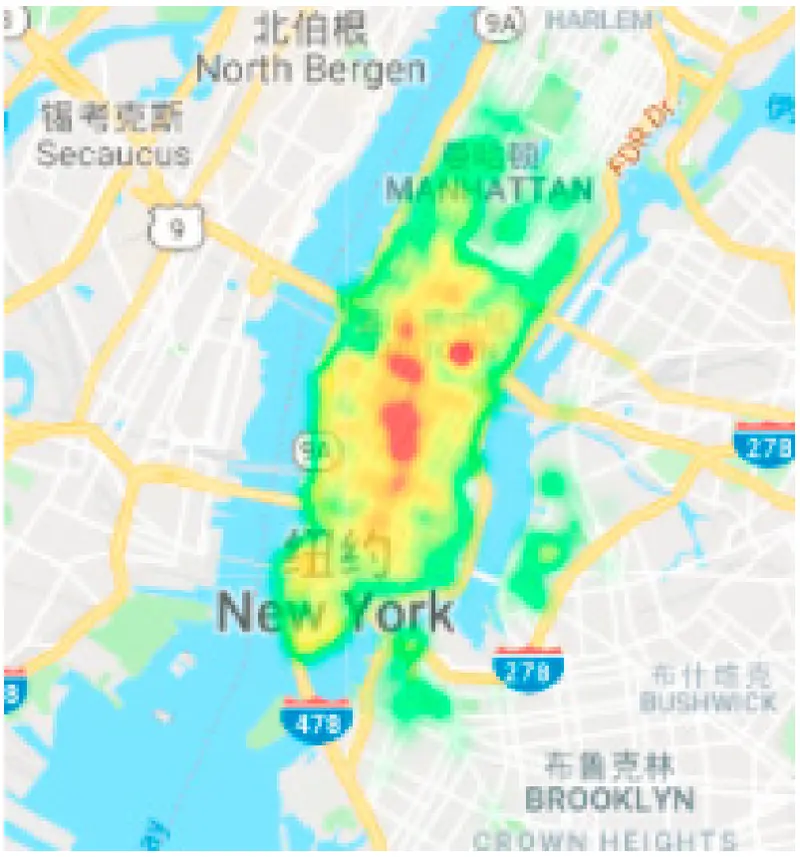 9A
HARLEM
北伯根
North Bergen
锡考克斯
Secaucus
FDR Dr
曼哈顿
MANHATTAN
9
9A
278
纽约
New York
278
478
布什维克
BUSHWICK
布鲁克林
BROOKLYN
CROWN HEIGHTS